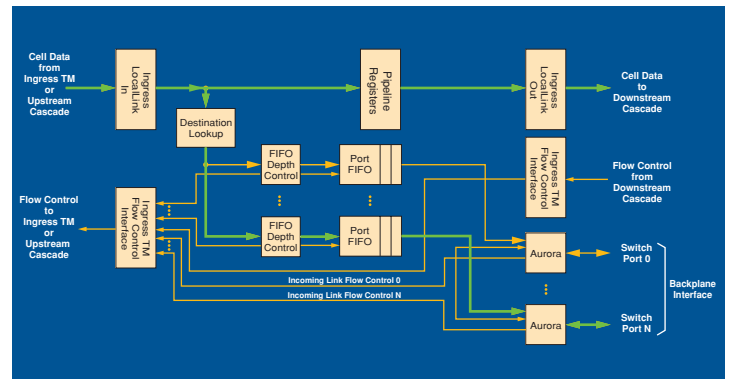 Cell Data
from
Ingress TM
or
Upstream
Cascade
Ingress
LocalLink
In
Pipeline
Registers
Ingress
LocalLink
Out
Cell Data
to
Downstream
Cascade
Destination
Lookup
FIFO
Depth
Control
Port
FIFO
Ingress TM
Flow Control
Interface
Flow Control
from
Downstream
Cascade
Flow Control
to
Ingress TM
or
Upstream
Cascade
Ingress TM
Flow Control
Interface
FIFO
Depth
Control
Port
FIFO
Aurora
Switch
Port 0
Incoming Link Flow Control 0
Incoming Link Flow Control N
Backplane
Interface
Aurora
Switch
Port N